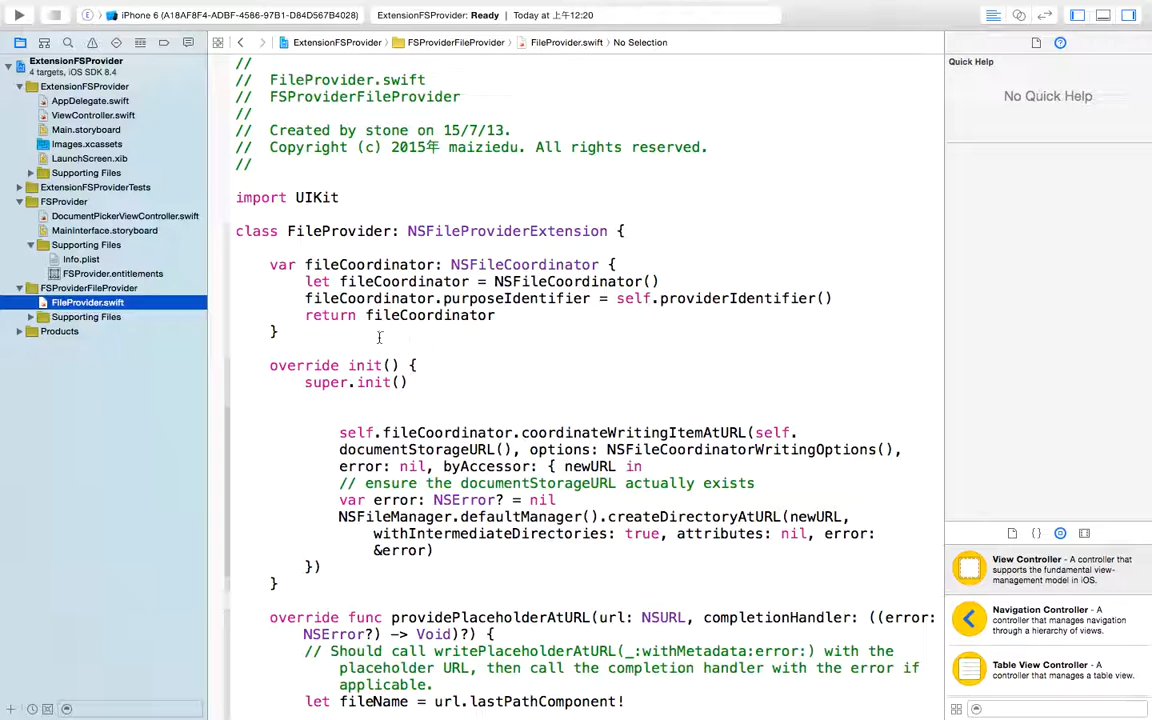 iPhone 6 (A18AF8F4-ADBF-4586-97B1-D84D567B4028)
ExtensionFSProvider: Ready | Today at 上午12:20
ExtensionFSProvider
FSProviderFileProvider
FileProvider.swift
No Selection
ExtensionFSProvider
4 targets, iOS SDK 8.4
ExtensionFSProvider
AppDelegate.swift
ViewController.swift
Main.storyboard
Images.xcassets
LaunchScreen.xib
Supporting Files
ExtensionFSProviderTests
FSProvider
DocumentPickerViewController.swift
MainInterface.storyboard
Supporting Files
Info.plist
FSProvider.entitlements
FSProviderFileProvider
FileProvider.swift
Supporting Files
Products
//
//  FileProvider.swift
//  FSProviderFileProvider
//
//  Created by stone on 15/7/13.
//  Copyright (c) 2015年 maiziedu. All rights reserved.
//
import UIKit
class FileProvider: NSFileProviderExtension {
var fileCoordinator: NSFileCoordinator {
let fileCoordinator = NSFileCoordinator()
fileCoordinator.purposeIdentifier = self.providerIdentifier()
return fileCoordinator
}
override init() {
super.init()
self.fileCoordinator.coordinateWritingItemAtURL(self.
documentStorageURL(), options: NSFileCoordinatorWritingOptions(),
error: nil, byAccessor: { newURL in
// ensure the documentStorageURL actually exists
var error: NSError? = nil
NSFileManager.defaultManager().createDirectoryAtURL(newURL,
withIntermediateDirectories: true, attributes: nil, error:
&error)
})
}
override func providePlaceholderAtURL(url: NSURL, completionHandler: ((error:
NSError?) -> Void)?) {
// Should call writePlaceholderAtURL(_:withMetadata:error:) with the
placeholder URL, then call the completion handler with the error if
applicable.
let fileName = url.lastPathComponent!
Quick Help
No Quick Help
View Controller - A controller that
supports the fundamental view-
management model in iOS.
Navigation Controller - A
controller that manages navigation
through a hierarchy of views.
Table View Controller - A
controller that manages a table view.